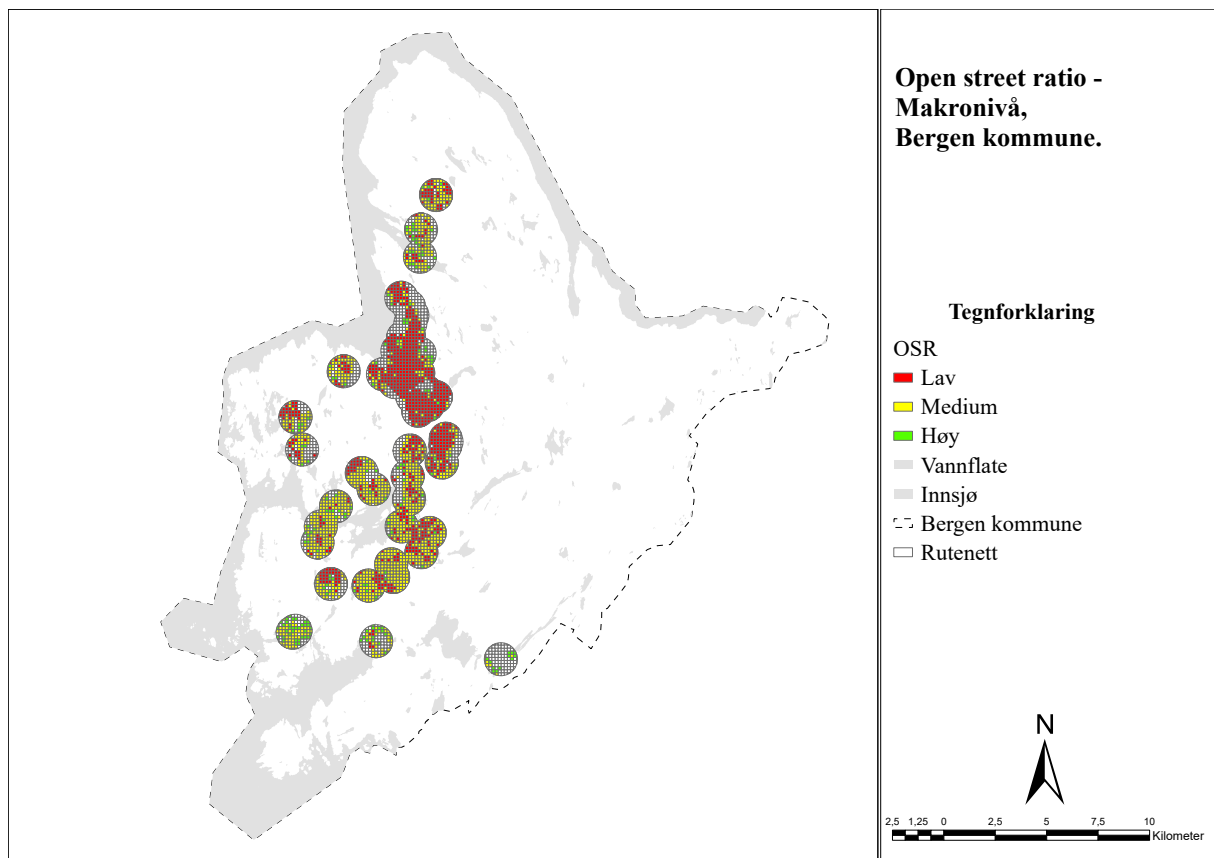 Open street ratio -
Makronivå,
Bergen kommune.
Tegnforklaring
OSR
Lav
Medium
Høy
Vannflate
Innsjø
Bergen kommune
Rutenett
N
2,5 1,25 0 2,5 5 7,5 10
Kilometer